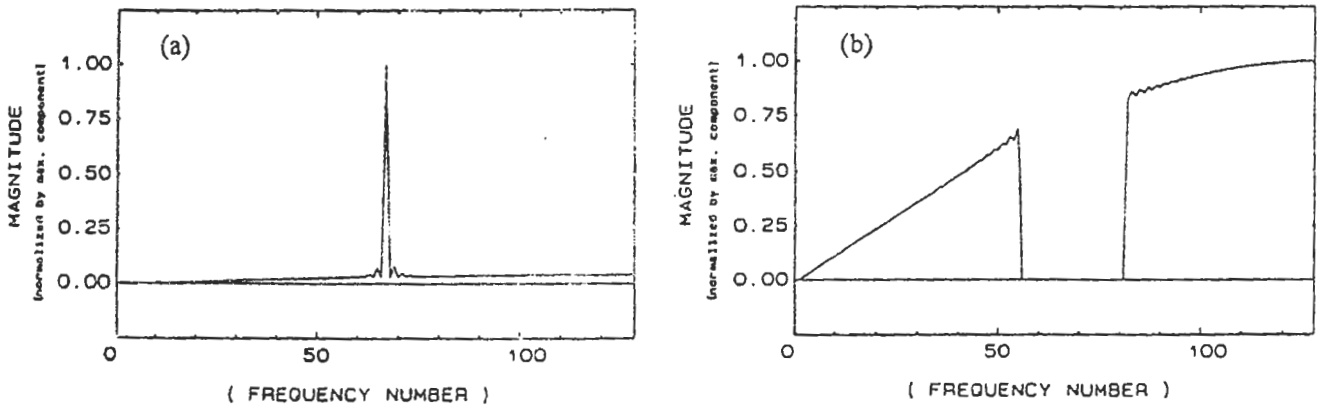 (a)
1.00
0.75
0.50
0.25
0.00
MAGNITUDE
(normalized by max. component)
0 50 100
( FREQUENCY NUMBER )
(b)
1.00
0.75
0.50
0.25
0.00
MAGNITUDE
(normalized by max. component)
0 50 100
( FREQUENCY NUMBER )